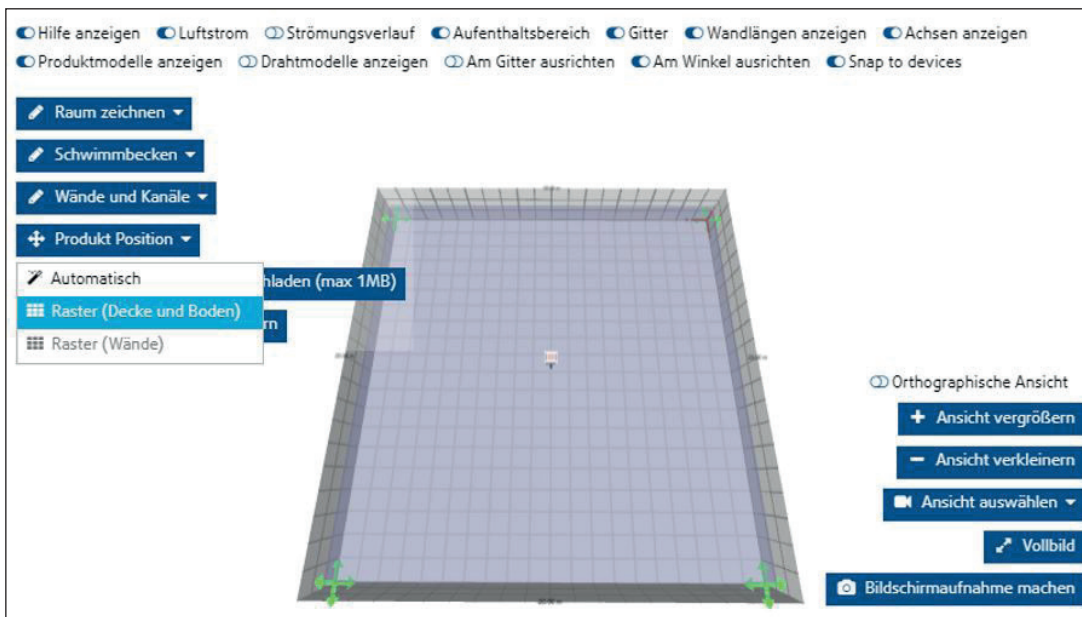 Hilfe anzeigen Luftstrom Strömungsverlauf Aufenthaltsbereich Gitter Wandlängen anzeigen Achsen anzeigen
Produktmodelle anzeigen Drahtmodelle anzeigen Am Gitter ausrichten Am Winkel ausrichten Snap to devices
Raum zeichnen
Schwimmbecken
Wände und Kanäle
Produkt Position
Automatisch
hladen (max 1MB)
Raster (Decke und Boden)
rn
Raster (Wände)
Orthographische Ansicht
Ansicht vergrößern
Ansicht verkleinern
Ansicht auswählen
Vollbild
Bildschirmaufnahme machen